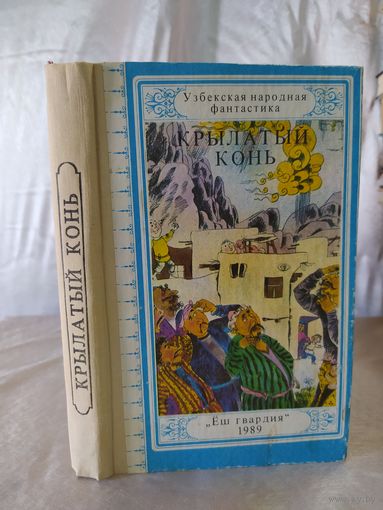 КРЫЛАТЫЙ КОНЬ
Узбекская народная
фантастика
КРЫЛАТЫЙ
КОНЬ
„Еш гвардия“
1989